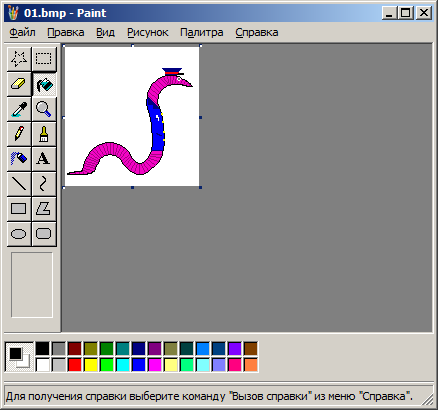 01.bmp - Paint
Файл Правка Вид Рисунок Палитра Справка
A
Для получения справки выберите команду "Вызов справки" из меню "Справка".